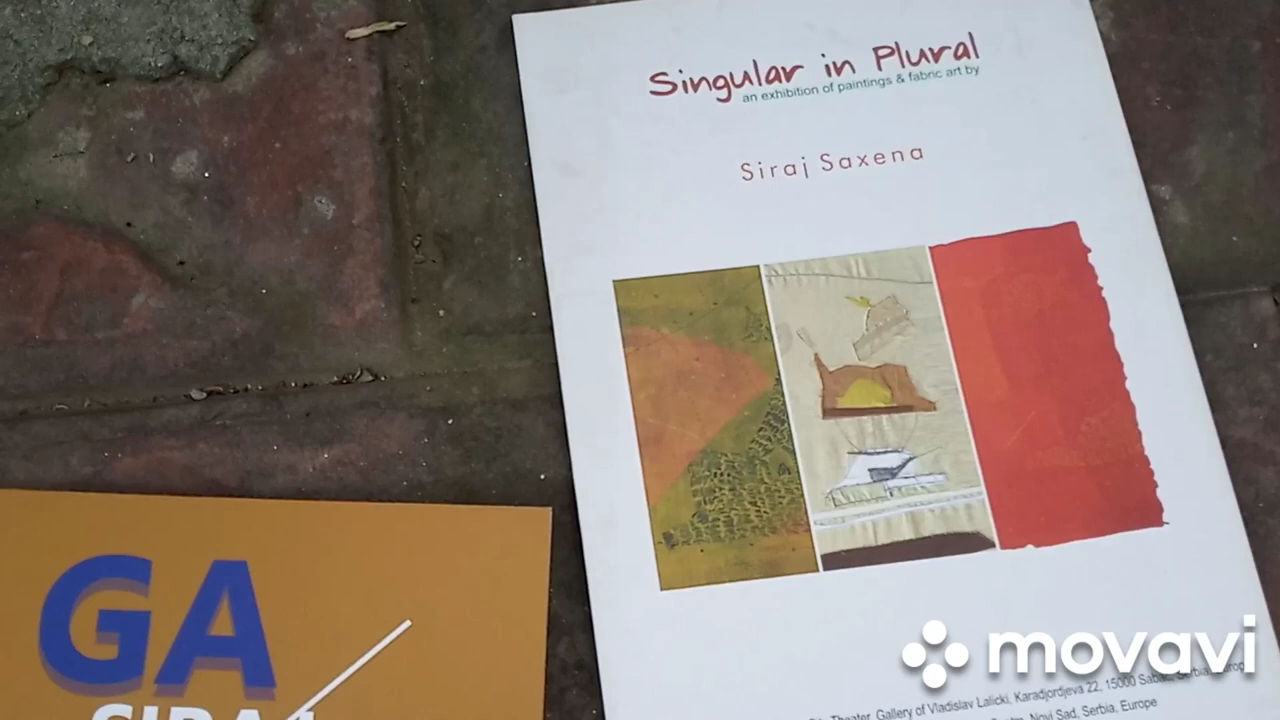 Singular in Plural
an exhibition of paintings & fabric art by
Siraj Saxena
GA
SIRAJ
movavi
Theater, Gallery of Vladislav Lalicki, Karadjordjeva 22, 15000 Sabac, Serbia, Europe
Novi Sad, Serbia, Europe